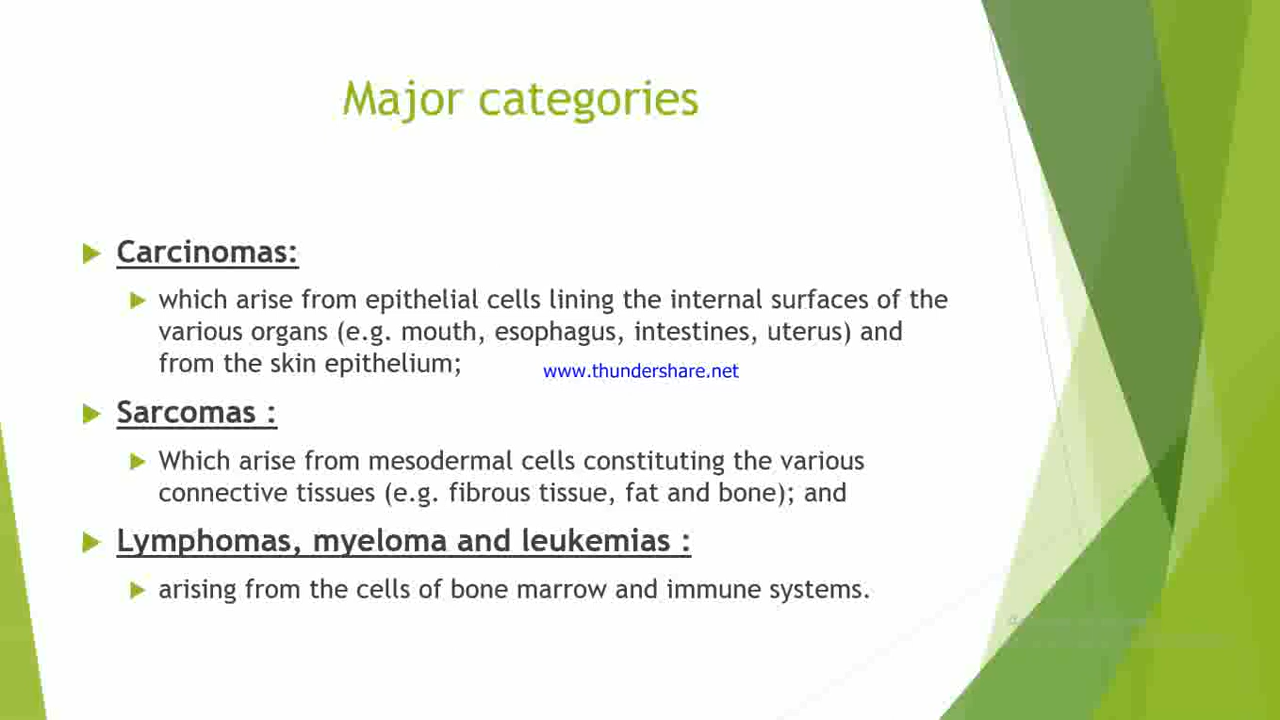 Major categories
Carcinomas:
which arise from epithelial cells lining the internal surfaces of the
various organs (e.g. mouth, esophagus, intestines, uterus) and
from the skin epithelium;
www.thundershare.net
Sarcomas :
Which arise from mesodermal cells constituting the various
connective tissues (e.g. fibrous tissue, fat and bone); and
Lymphomas, myeloma and leukemias :
arising from the cells of bone marrow and immune systems.